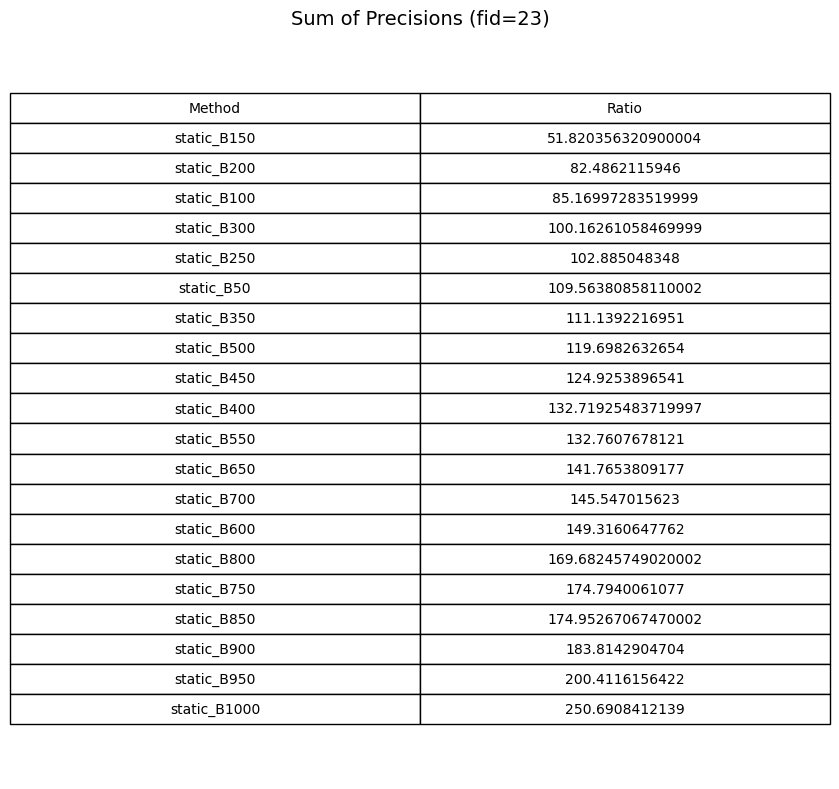 Sum of Precisions (fid=23)
Method Ratio
static_B150 51.820356320900004
static_B200 82.4862115946
static_B100 85.16997283519999
static_B300 100.16261058469999
static_B250 102.885048348
static_B50 109.56380858110002
static_B350 111.1392216951
static_B500 119.6982632654
static_B450 124.9253896541
static_B400 132.71925483719997
static_B550 132.7607678121
static_B650 141.7653809177
static_B700 145.547015623
static_B600 149.3160647762
static_B800 169.68245749020002
static_B750 174.7940061077
static_B850 174.95267067470002
static_B900 183.8142904704
static_B950 200.4116156422
static_B1000 250.6908412139